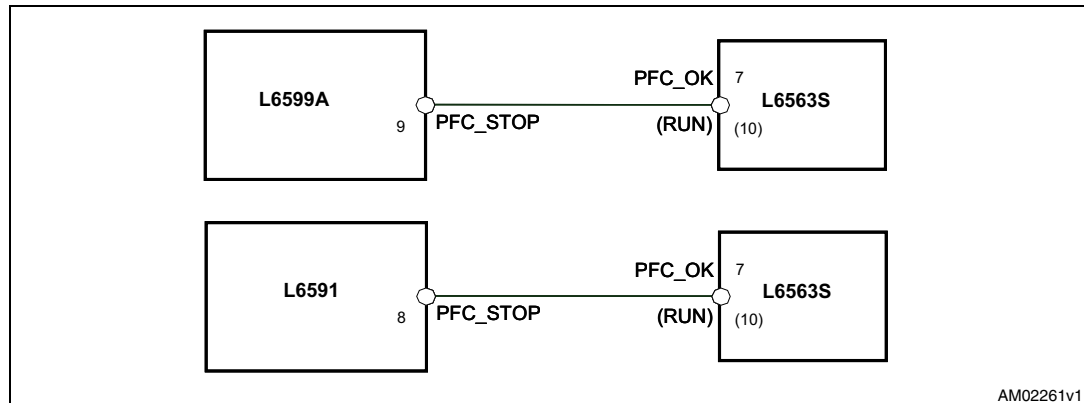 PFC_OK 7
L6599A L6563S
9 PFC_STOP (RUN) (10)
PFC_OK 7
L6591 L6563S
8 PFC_STOP (RUN) (10)
AM02261v1